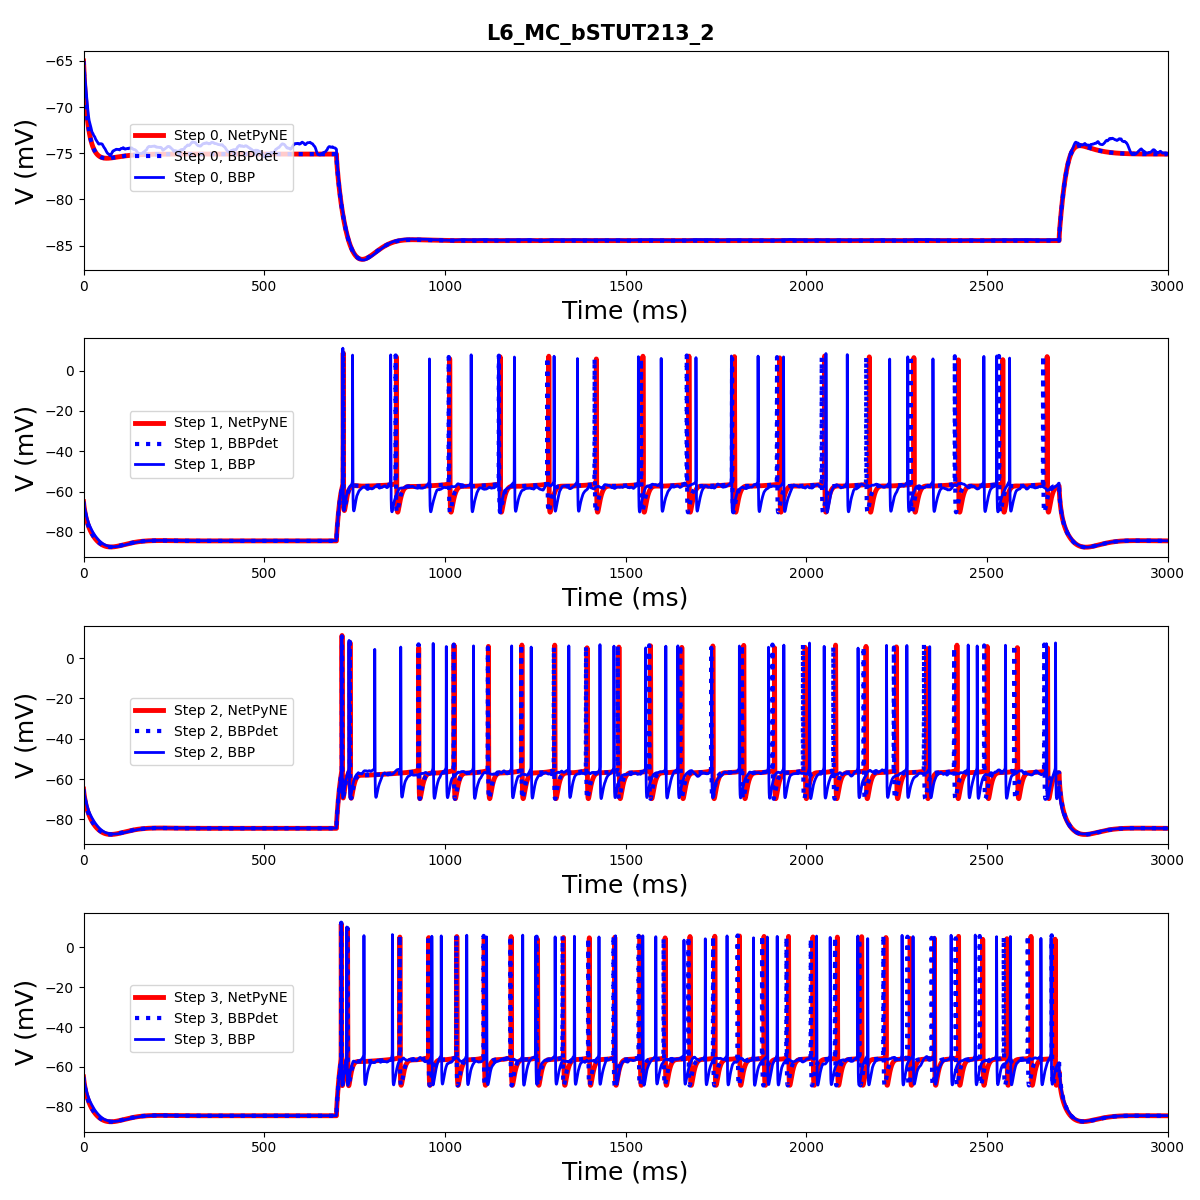 L6_MC_bSTUT213_2
−65
−70
−75
−80
−85
V (mV)
Step 0, NetPyNE
Step 0, BBPdet
Step 0, BBP
0 500 1000 1500 2000 2500 3000
Time (ms)
0
−20
−40
−60
−80
V (mV)
Step 1, NetPyNE
Step 1, BBPdet
Step 1, BBP
0 500 1000 1500 2000 2500 3000
Time (ms)
0
−20
−40
−60
−80
V (mV)
Step 2, NetPyNE
Step 2, BBPdet
Step 2, BBP
0 500 1000 1500 2000 2500 3000
Time (ms)
0
−20
−40
−60
−80
V (mV)
Step 3, NetPyNE
Step 3, BBPdet
Step 3, BBP
0 500 1000 1500 2000 2500 3000
Time (ms)